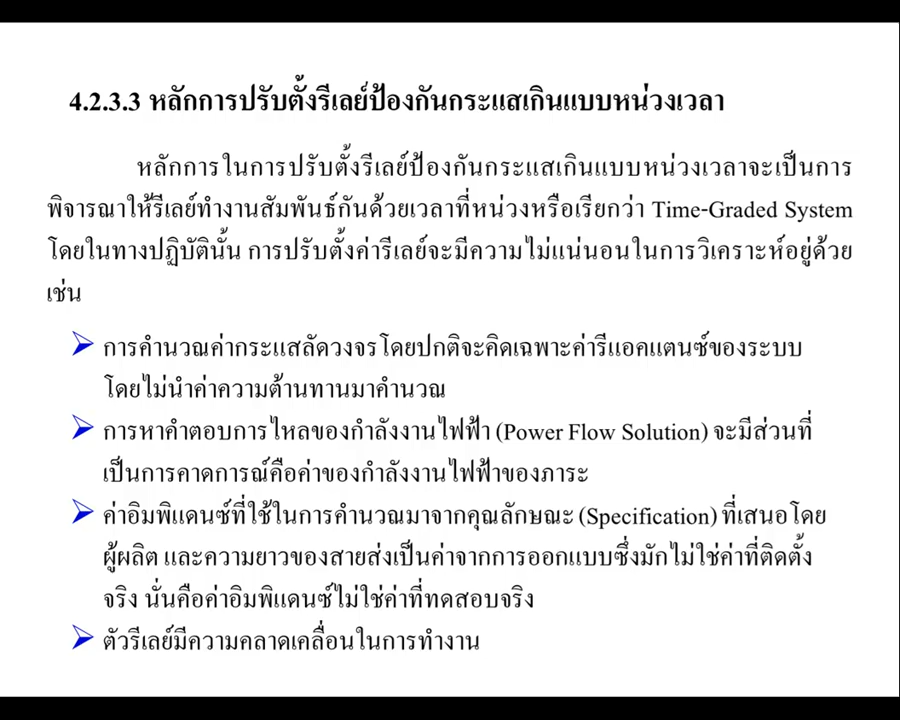 4.2.3.3 หลักการปรับตั้งรีเลย์ป้องกันกระแสเกินแบบหน่วงเวลา
หลักการในการปรับตั้งรีเลย์ป้องกันกระแสเกินแบบหน่วงเวลาจะเป็นการ
พิจารณาให้รีเลย์ทำงานสัมพันธ์กันด้วยเวลาที่หน่วงหรือเรียกว่า Time-Graded System
โดยในทางปฏิบัตินั้น การปรับตั้งค่ารีเลย์จะมีความไม่แน่นอนในการวิเคราะห์อยู่ด้วย
เช่น
การคำนวณค่ากระแสลัดวงจรโดยปกติจะคิดเฉพาะค่ารีแอคแตนซ์ของระบบ
โดยไม่นำค่าความต้านทานมาคำนวณ
การหาคำตอบการไหลของกำลังงานไฟฟ้า (Power Flow Solution) จะมีส่วนที่
เป็นการคาดการณ์คือค่าของกำลังงานไฟฟ้าของภาระ
ค่าอิมพิแดนซ์ที่ใช้ในการคำนวณมาจากคุณลักษณะ (Specification) ที่เสนอโดย
ผู้ผลิต และความยาวของสายส่งเป็นค่าจากการออกแบบซึ่งมักไม่ใช่ค่าที่ติดตั้ง
จริง นั่นคือค่าอิมพิแดนซ์ไม่ใช่ค่าที่ทดสอบจริง
ตัวรีเลย์มีความคลาดเคลื่อนในการทำงาน